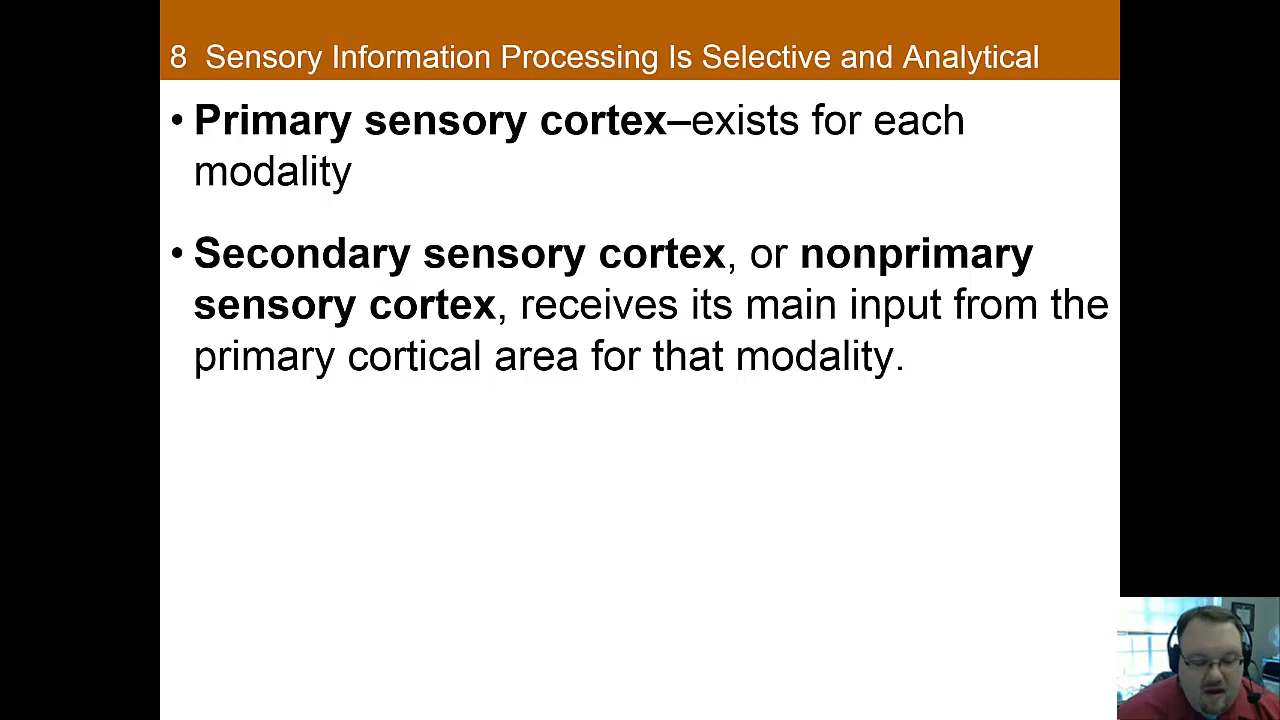 8 Sensory Information Processing Is Selective and Analytical
• Primary sensory cortex–exists for each
modality
• Secondary sensory cortex, or nonprimary
sensory cortex, receives its main input from the
primary cortical area for that modality.